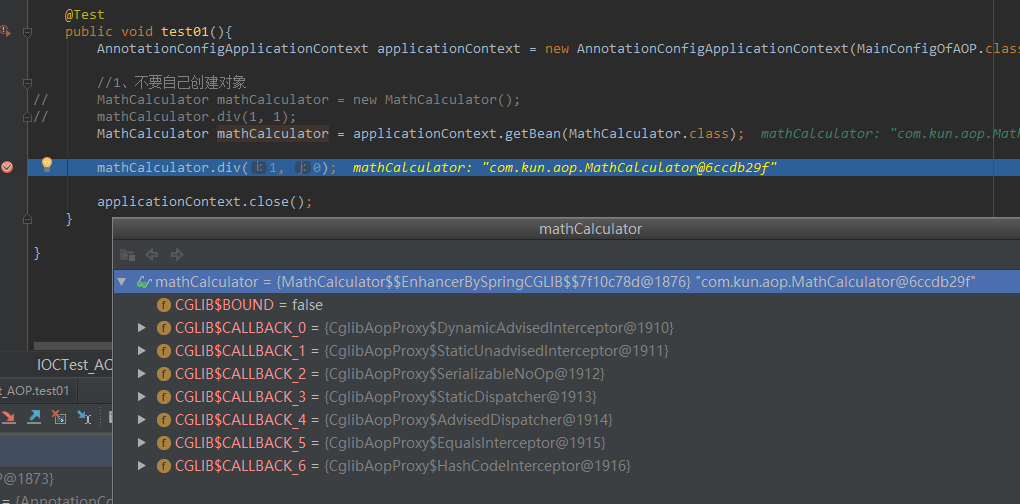 @Test
public void test01(){
AnnotationConfigApplicationContext applicationContext = new AnnotationConfigApplicationContext(MainConfigOfAOP.clas
//1、不要自己创建对象
// MathCalculator mathCalculator = new MathCalculator();
// mathCalculator.div(1, 1);
MathCalculator mathCalculator = applicationContext.getBean(MathCalculator.class); mathCalculator: "com.kun.aop.Math
mathCalculator.div( i: 1, j: 0); mathCalculator: "com.kun.aop.MathCalculator@6ccdb29f"
applicationContext.close();
}
}
mathCalculator
mathCalculator = {MathCalculator$$EnhancerBySpringCGLIB$$7f10c78d@1876} "com.kun.aop.MathCalculator@6ccdb29f"
f CGLIB$BOUND = false
f CGLIB$CALLBACK_0 = {CglibAopProxy$DynamicAdvisedInterceptor@1910}
f CGLIB$CALLBACK_1 = {CglibAopProxy$StaticUnadvisedInterceptor@1911}
f CGLIB$CALLBACK_2 = {CglibAopProxy$SerializableNoOp@1912}
f CGLIB$CALLBACK_3 = {CglibAopProxy$StaticDispatcher@1913}
f CGLIB$CALLBACK_4 = {CglibAopProxy$AdvisedDispatcher@1914}
f CGLIB$CALLBACK_5 = {CglibAopProxy$EqualsInterceptor@1915}
f CGLIB$CALLBACK_6 = {CglibAopProxy$HashCodeInterceptor@1916}
IOCTest_AO
t_AOP.test01
P@1873}
= {AnnotationCo